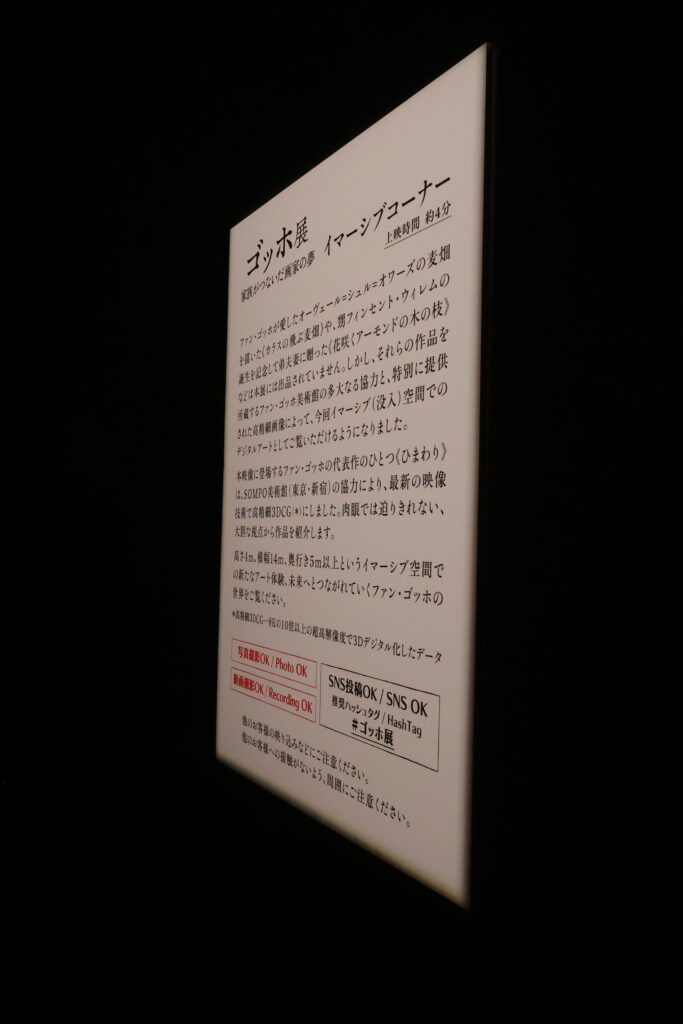 ゴッホ展
家族がつないだ画家の夢
イマーシブコーナー
上映時間 約4分
ファン・ゴッホが愛したオーヴェール=シュル=オワーズの麦畑
を描いた《カラスの飛ぶ麦畑》や、甥フィンセント・ウィレムの
誕生を記念して弟夫妻に贈った《花咲くアーモンドの木の枝》
などは本展には出品されていません。しかし、それらの作品を
所蔵するファン・ゴッホ美術館の多大なる協力と、特別に提供
された高精細画像によって、今回イマーシブ(没入)空間での
デジタルアートとしてご覧いただけるようになりました。
本映像に登場するファン・ゴッホの代表作のひとつ《ひまわり》
は、SOMPO美術館(東京・新宿)の協力により、最新の映像
技術で高精細3DCG(*)にしました。肉眼では迫りきれない、
大胆な視点から作品を紹介します。
高さ4m、横幅14m、奥行き5m以上というイマーシブ空間で
の新たなアート体験、未来へとつながれていくファン・ゴッホの
世界をご覧ください。
*高精細3DCG…8Kの10倍以上の超高解像度で3Dデジタル化したデータ
写真撮影OK / Photo OK
動画撮影OK / Recording OK
SNS投稿OK / SNS OK
推奨ハッシュタグ / HashTag
#ゴッホ展
他のお客様の映り込みなどにご注意ください。
他のお客様への接触がないよう、周囲にご注意ください。